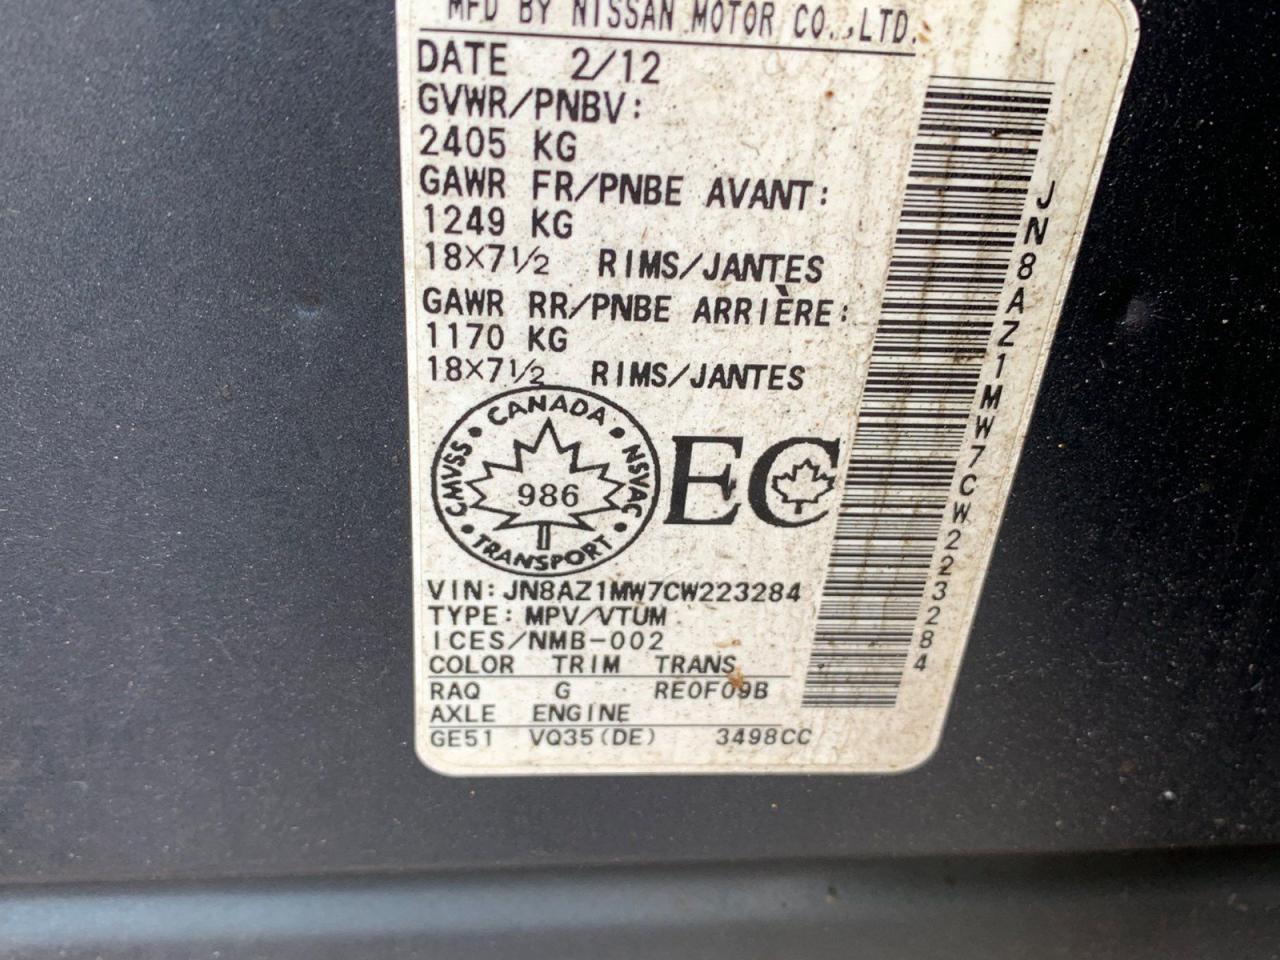 MFD BY NISSAN MOTOR CO.,LTD.
DATE 2/12
GVWR/PNBV:
2405 KG
GAWR FR/PNBE AVANT:
1249 KG
18X7½ RIMS/JANTES
GAWR RR/PNBE ARRIÈRE:
1170 KG
18X7½ RIMS/JANTES
CANADA
CMVSS
NSVAC
986
TRANSPORT
EC
VIN: JN8AZ1MW7CW223284
TYPE: MPV/VTUM
ICES/NMB-002
COLOR TRIM TRANS
RAQ G RE0F09B
AXLE ENGINE
GE51 VQ35(DE) 3498CC
JN8AZ1MW7CW223284